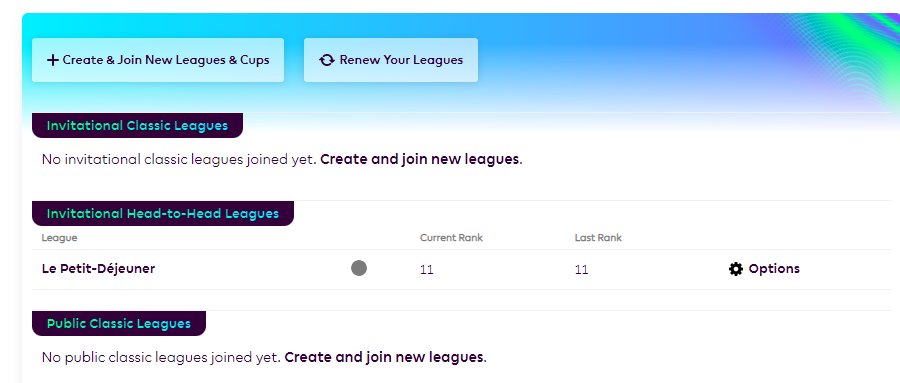 Create & Join New Leagues & Cups
Renew Your Leagues
Invitational Classic Leagues
No invitational classic leagues joined yet. Create and join new leagues.
Invitational Head-to-Head Leagues
League Current Rank Last Rank
Le Petit-Déjeuner 11 11 Options
Public Classic Leagues
No public classic leagues joined yet. Create and join new leagues.